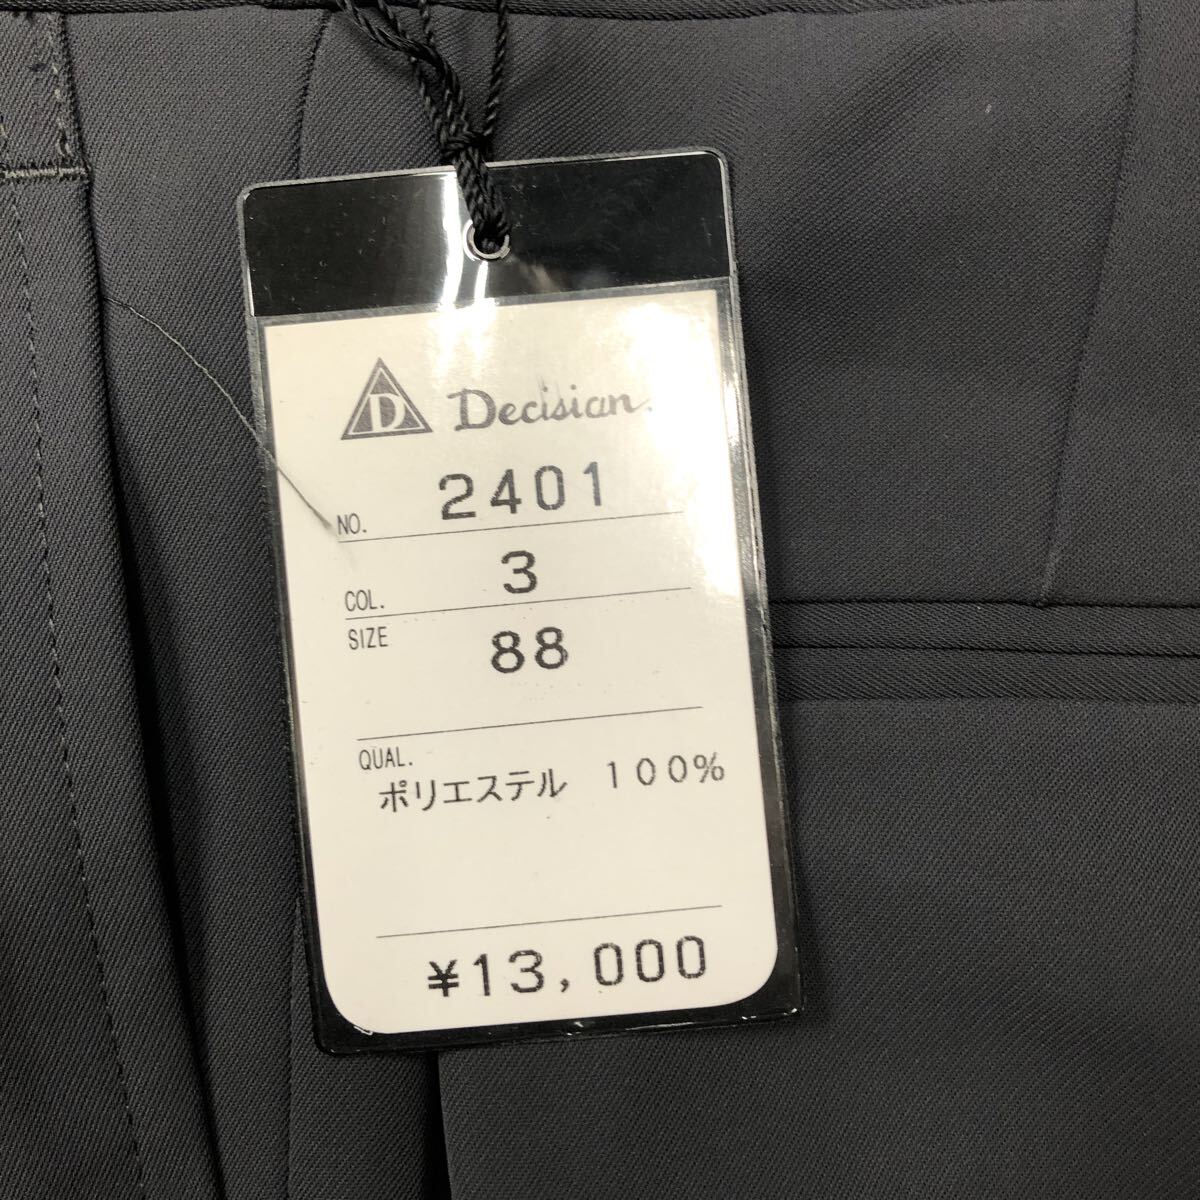 D Decisian.
NO. 2401
COL. 3
SIZE 88
QUAL.
ポリエステル 100%
¥13,000